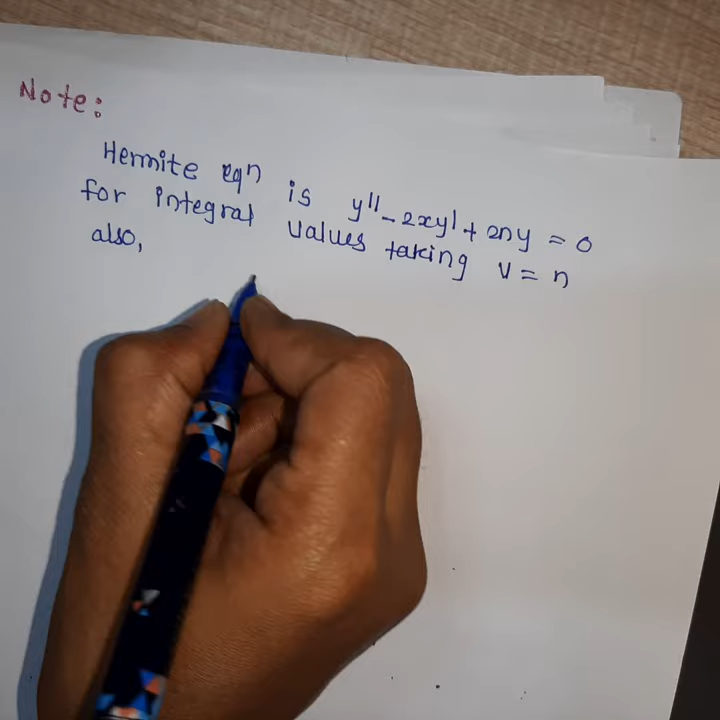 Note:
Hermite eqn is y'' - 2xy' + 2ny = 0
for integral values taking ν = n
also,